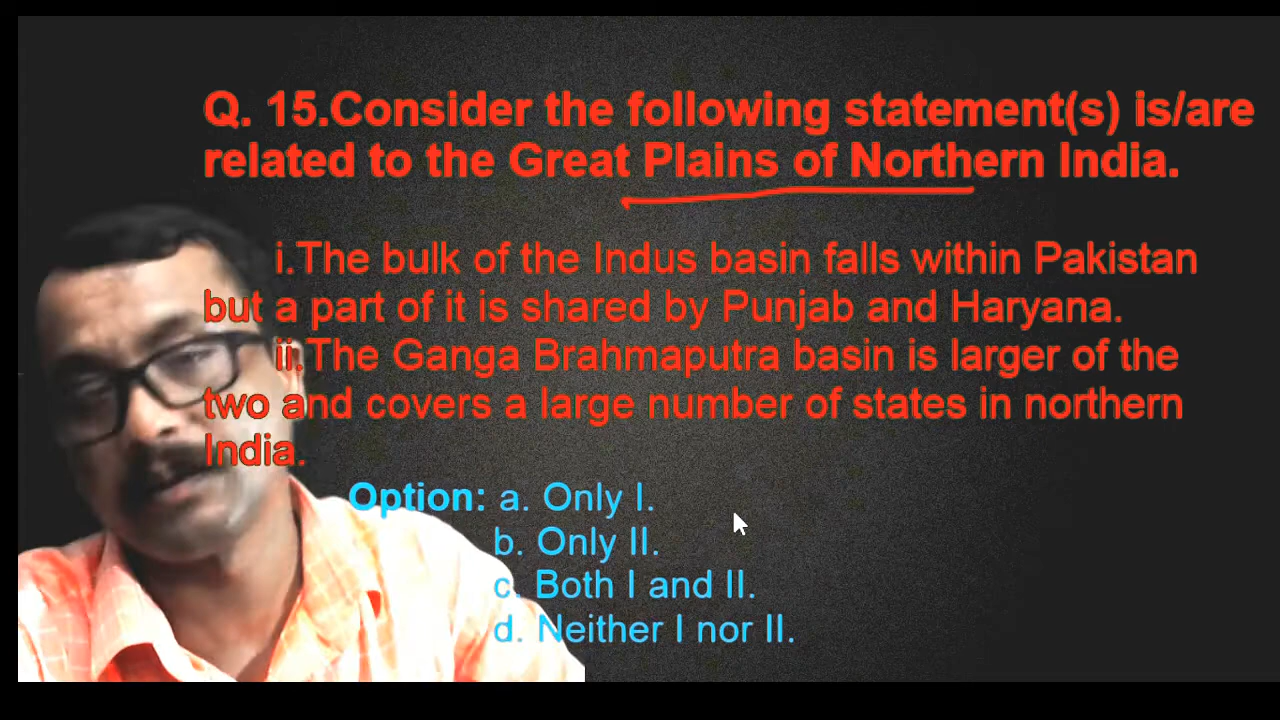 Q. 15.Consider the following statement(s) is/are
related to the Great Plains of Northern India.
i.The bulk of the Indus basin falls within Pakistan
but a part of it is shared by Punjab and Haryana.
ii.The Ganga Brahmaputra basin is larger of the
two and covers a large number of states in northern
India.
Option: a. Only I.
b. Only II.
c. Both I and II.
d. Neither I nor II.